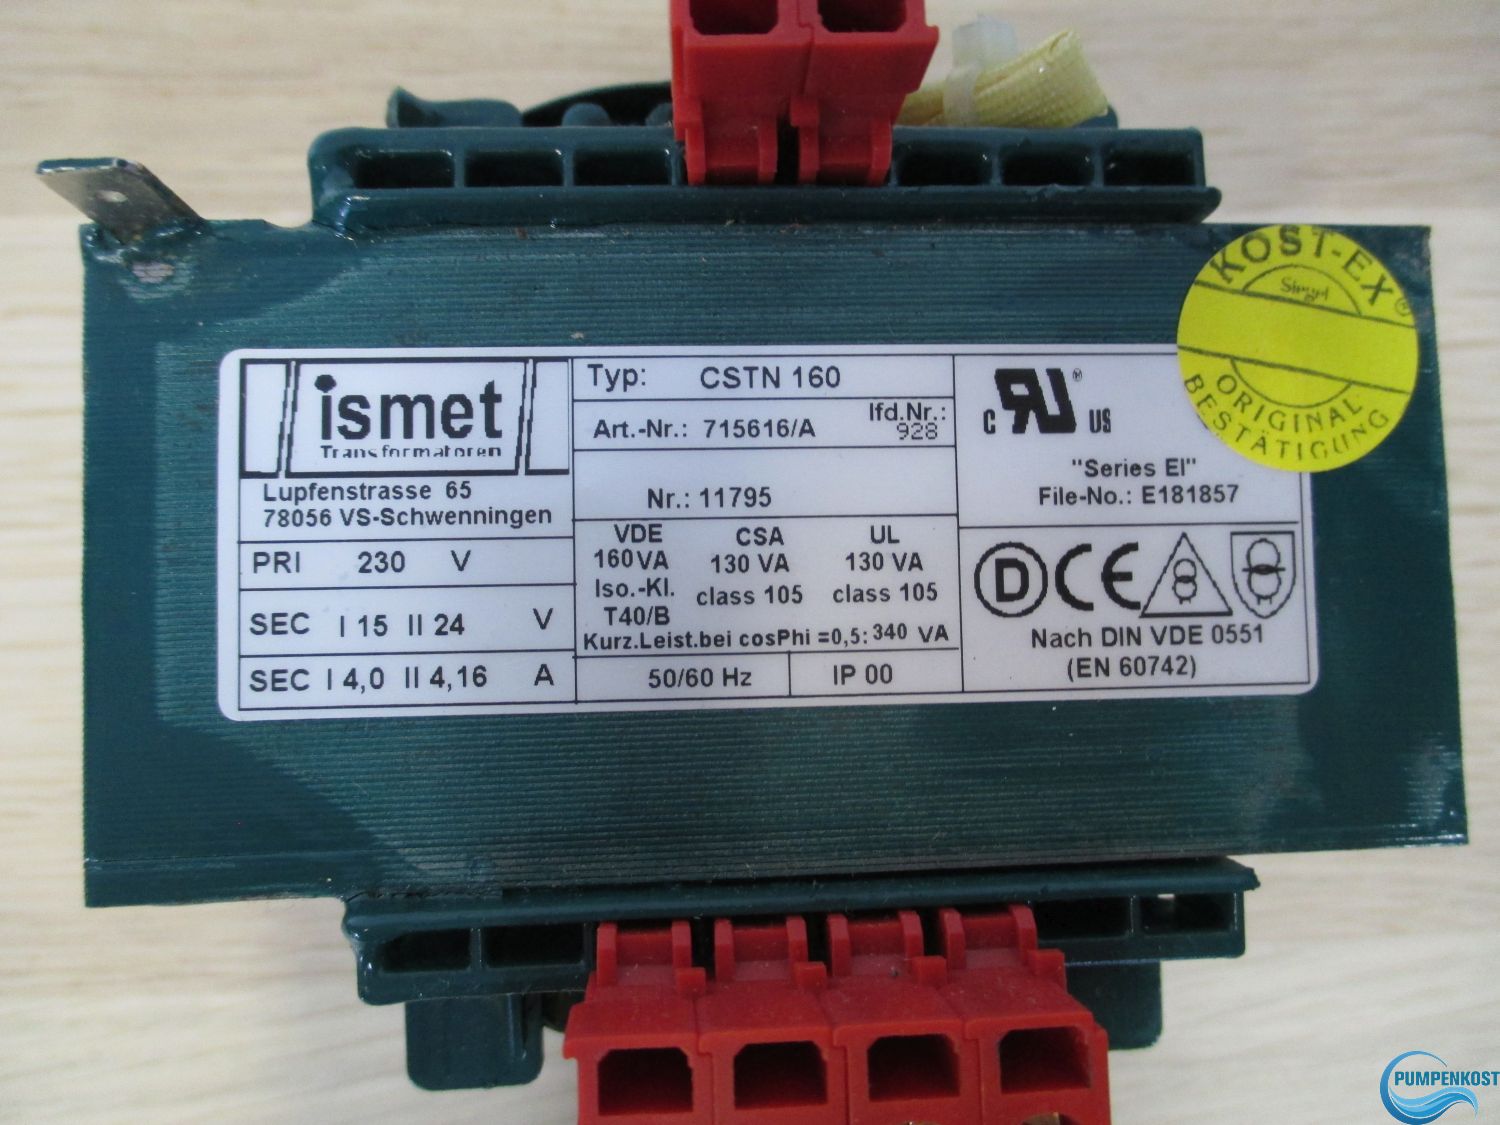 ismet
Transformatoren
Lupfenstrasse 65
78056 VS-Schwenningen
PRI 230 V
SEC I 15 II 24 V
SEC I 4,0 II 4,16 A
Typ: CSTN 160
Art.-Nr.: 715616/A
lfd.Nr.:
928
Nr.: 11795
VDE CSA UL
160VA 130 VA 130 VA
Iso.-Kl. class 105 class 105
T40/B
Kurz.Leist.bei cosPhi =0,5: 340 VA
50/60 Hz IP 00
C RU ® US
"Series EI"
File-No.: E181857
D CE
Nach DIN VDE 0551
(EN 60742)
KOST-EX®
Siegel
ORIGINAL
BESTÄTIGUNG
PUMPENKOST